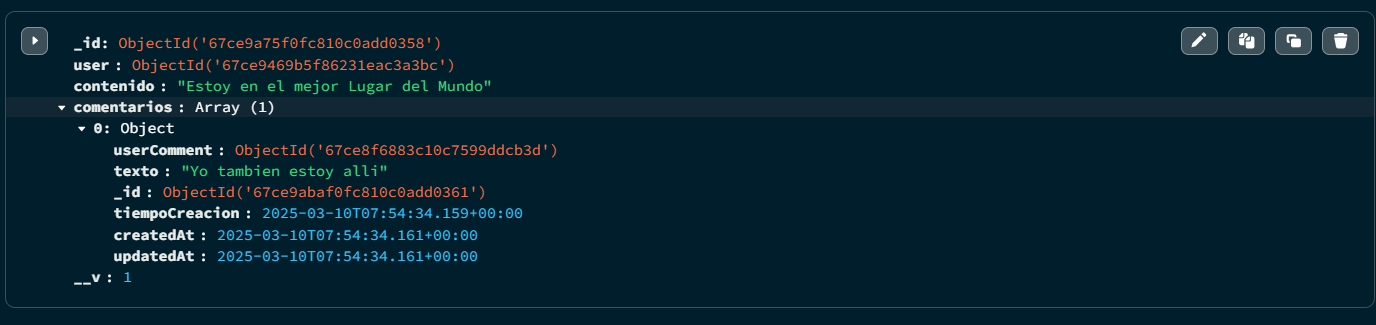 _id: ObjectId('67ce9a75f0fc810c0add0358')
user : ObjectId('67ce9469b5f86231eac3a3bc')
contenido : "Estoy en el mejor Lugar del Mundo"
comentarios : Array (1)
0: Object
userComment : ObjectId('67ce8f6883c10c7599ddcb3d')
texto : "Yo tambien estoy alli"
_id : ObjectId('67ce9abaf0fc810c0add0361')
tiempoCreacion : 2025-03-10T07:54:34.159+00:00
createdAt : 2025-03-10T07:54:34.161+00:00
updatedAt : 2025-03-10T07:54:34.161+00:00
__v : 1